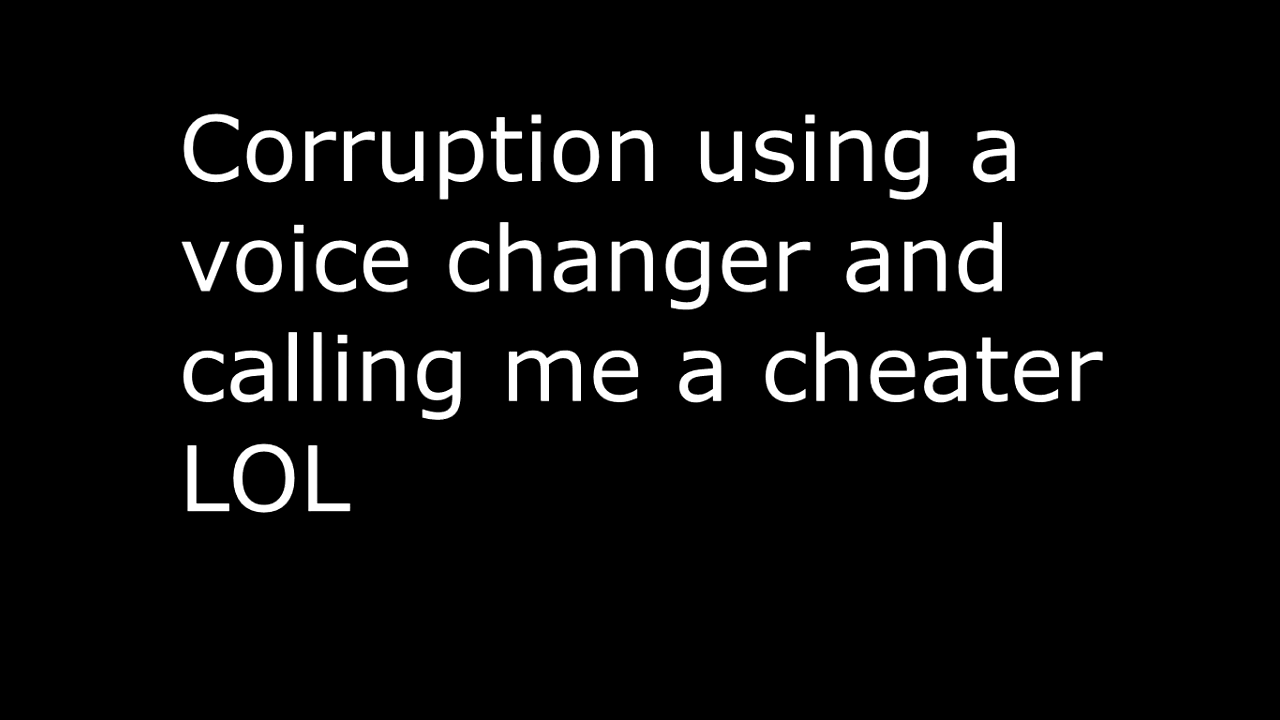 Corruption using a
voice changer and
calling me a cheater
LOL